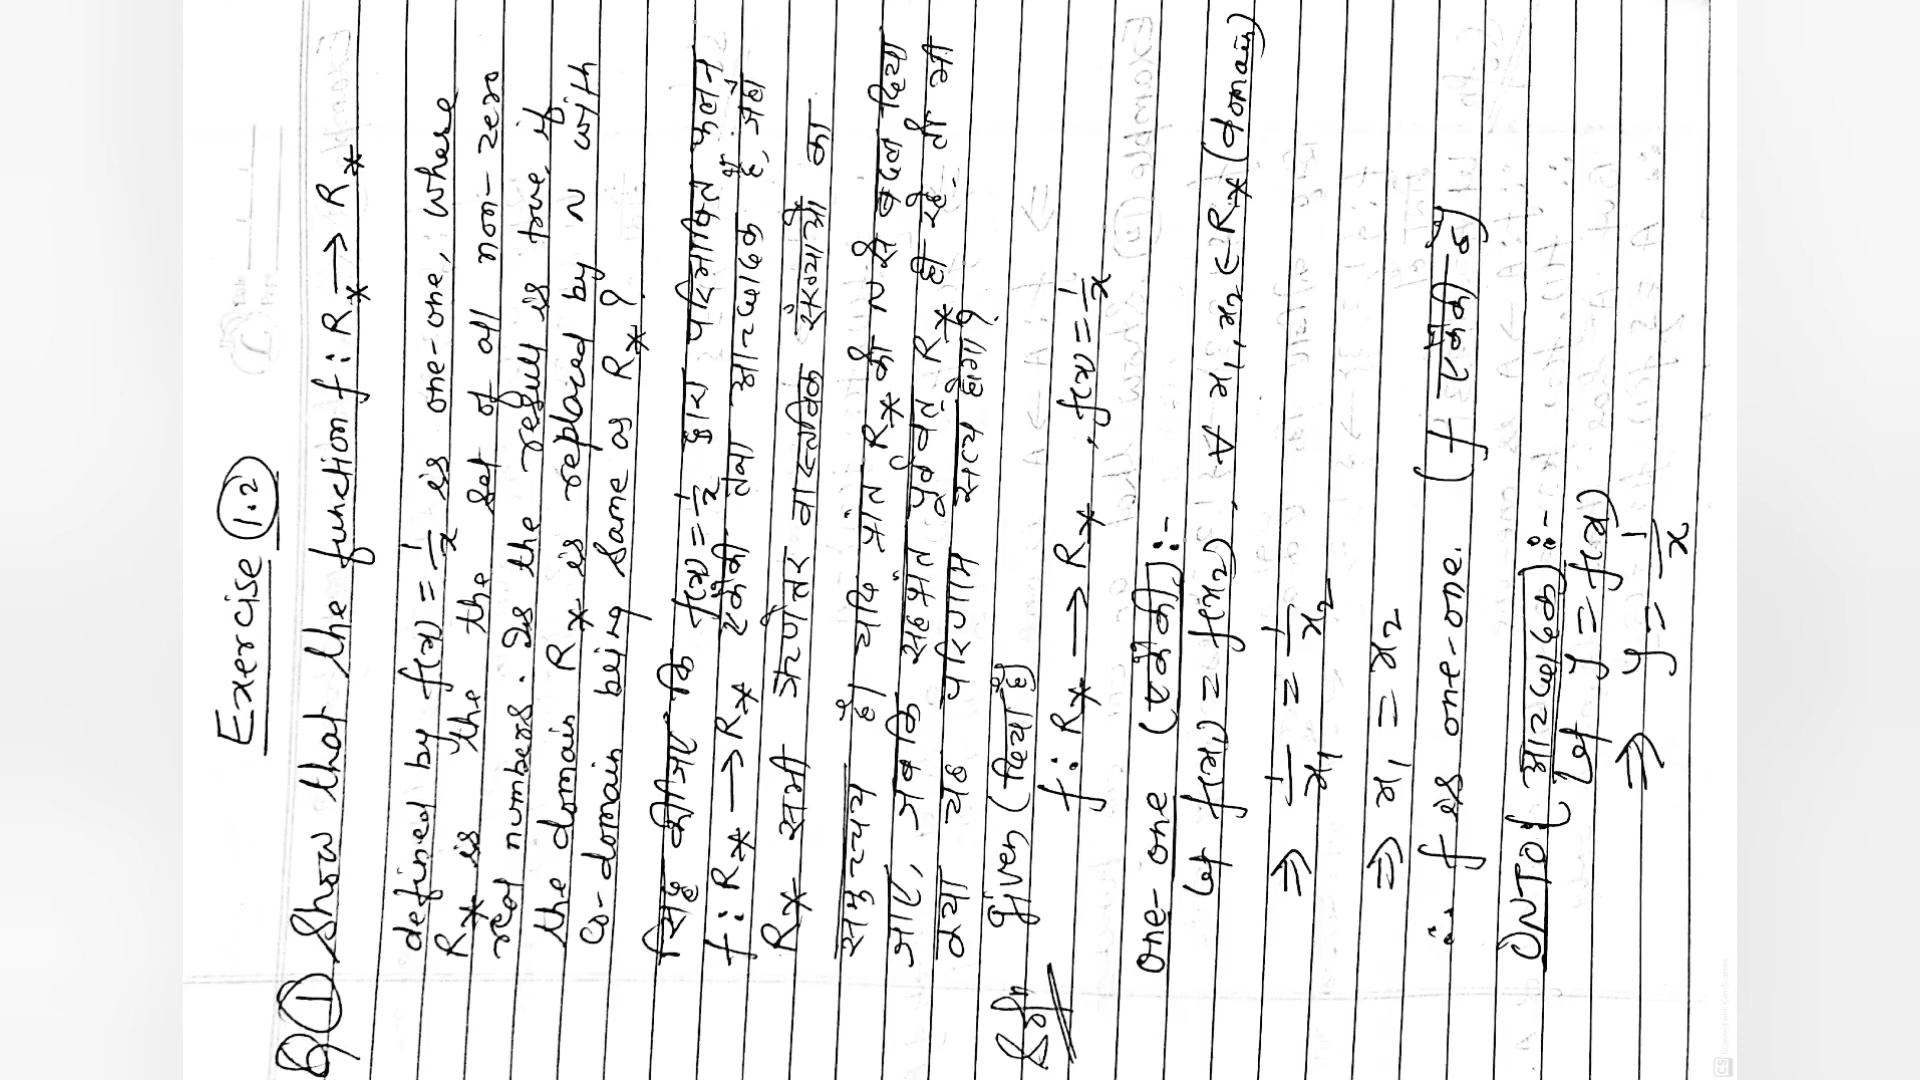 Exercise 1.2
Q 1 Show that the function f : R* → R*
defined by f(x) = 1/x is one-one, where
R* is the the set of all non-zero
real numbers. Is the result is true, if
the domain R* is replaced by N with
co-domain being same as R* ?
सिद्ध कीजिए कि f(x) = 1/x द्वारा परिभाषित फलन
f : R* → R* एकैकी तथा आच्छादक है, जहाँ
R* सभी ऋणेतर वास्तविक संख्याओं का
समुच्चय है। यदि प्रांत R* को N से बदल दिया
जाए, जबकि सहप्रांत पूर्ववत R* ही रहे, तो भी
क्या यह परिणाम सत्य होगा?
Solⁿ given (दिया है)
f : R* → R* , f(x) = 1/x
One-one (एकैकी) :-
Let f(x₁) = f(x₂) , ∀ x₁, x₂ ∈ R* (domain)
⇒ 1/x₁ = 1/x₂
⇒ x₁ = x₂
∴ f is one-one. (f एकैकी है)
ONTO (आच्छादक) :-
Let y = f(x)
⇒ y = 1/x